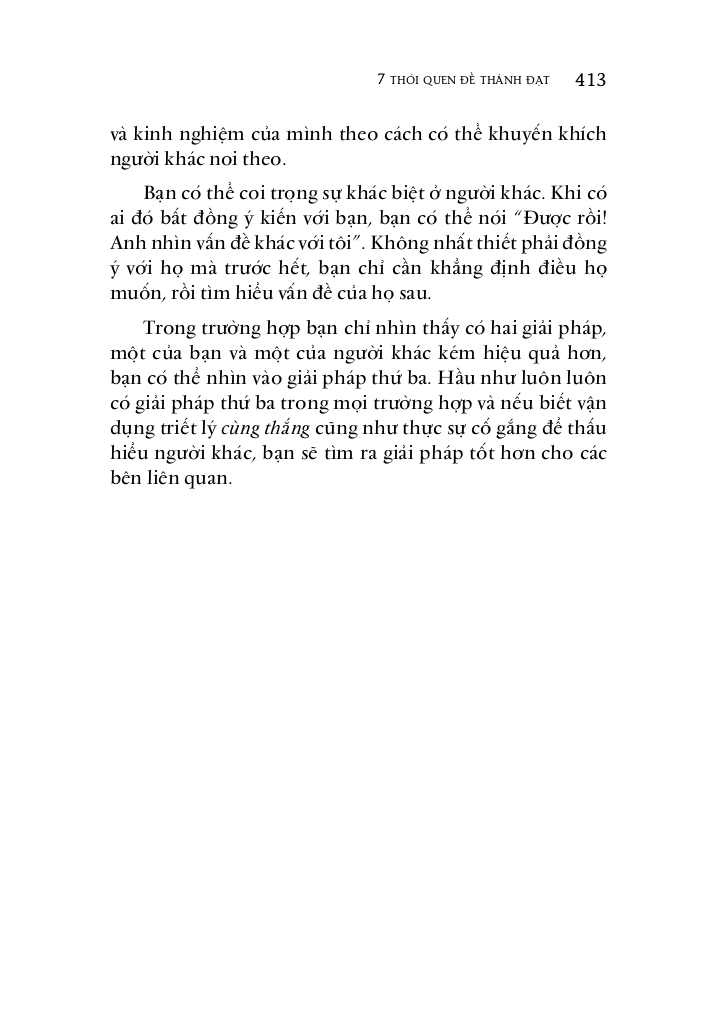 7 THÓI QUEN ĐỂ THÀNH ĐẠT 413
và kinh nghiệm của mình theo cách có thể khuyến khích
người khác noi theo.
Bạn có thể coi trọng sự khác biệt ở người khác. Khi có
ai đó bất đồng ý kiến với bạn, bạn có thể nói “Được rồi!
Anh nhìn vấn đề khác với tôi”. Không nhất thiết phải đồng
ý với họ mà trước hết, bạn chỉ cần khẳng định điều họ
muốn, rồi tìm hiểu vấn đề của họ sau.
Trong trường hợp bạn chỉ nhìn thấy có hai giải pháp,
một của bạn và một của người khác kém hiệu quả hơn,
bạn có thể nhìn vào giải pháp thứ ba. Hầu như luôn luôn
có giải pháp thứ ba trong mọi trường hợp và nếu biết vận
dụng triết lý cùng thắng cũng như thực sự cố gắng để thấu
hiểu người khác, bạn sẽ tìm ra giải pháp tốt hơn cho các
bên liên quan.